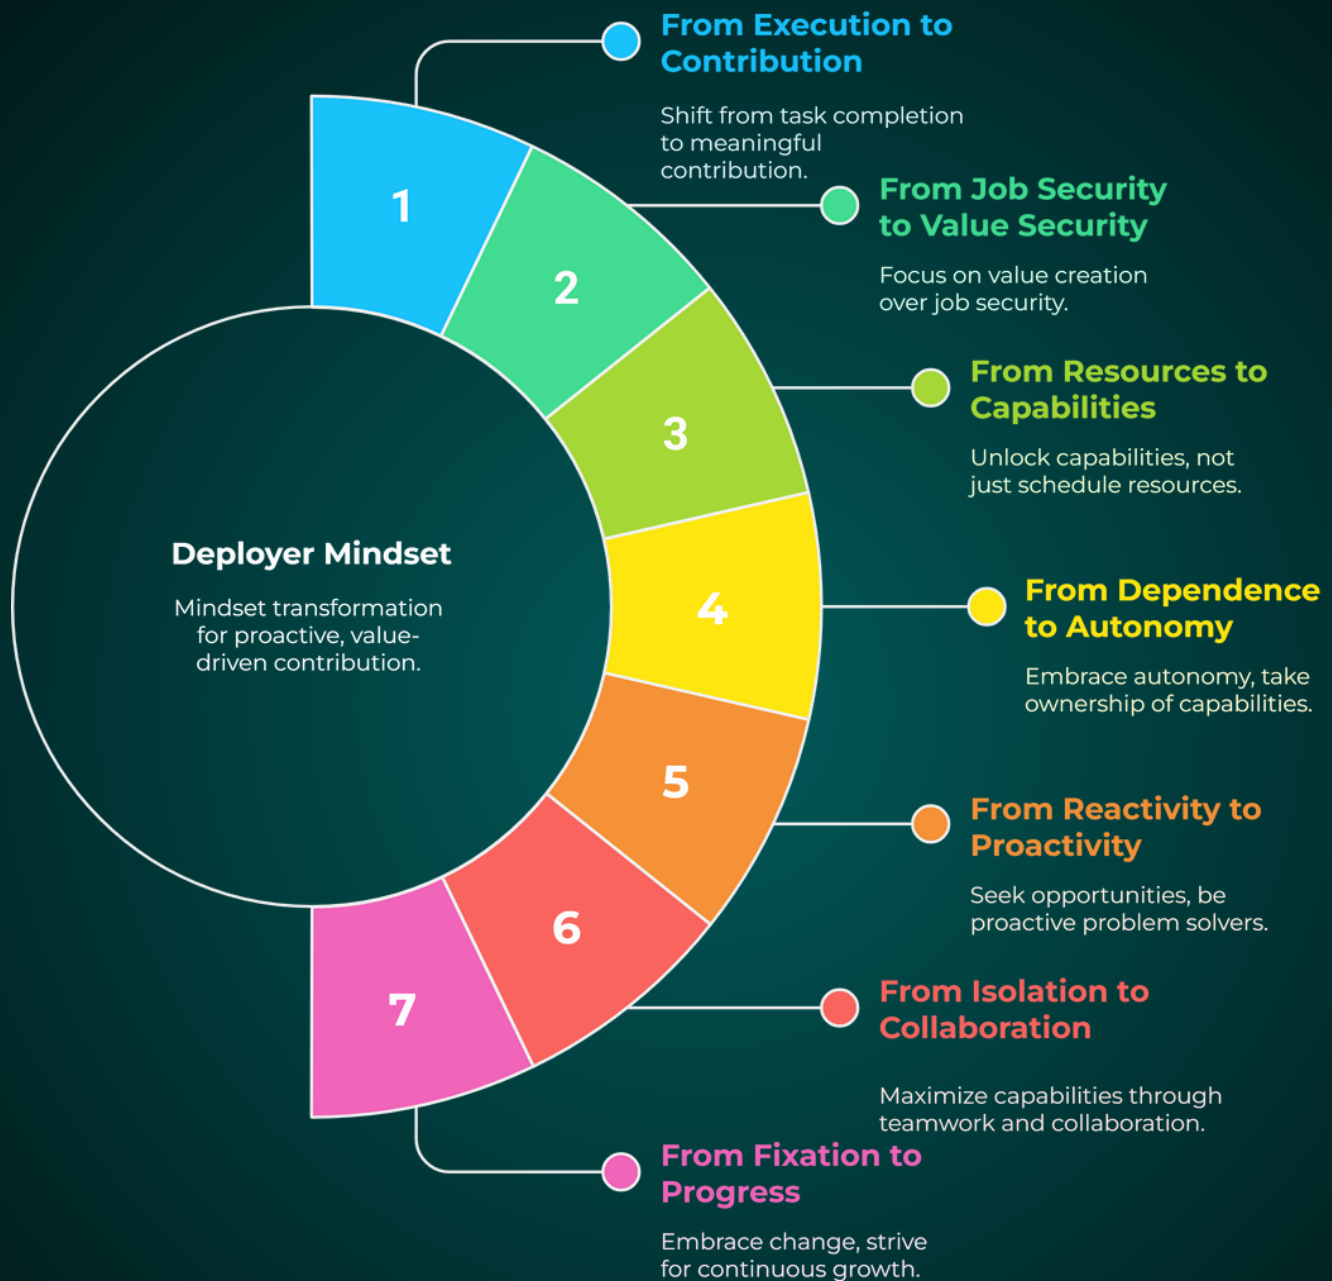 From Execution to
Contribution
Shift from task completion
to meaningful
contribution.
1
From Job Security
to Value Security
Focus on value creation
over job security.
2
From Resources to
Capabilities
Unlock capabilities, not
just schedule resources.
3
Deployer Mindset
Mindset transformation
for proactive, value-
driven contribution.
4
From Dependence
to Autonomy
Embrace autonomy, take
ownership of capabilities.
5
From Reactivity to
Proactivity
Seek opportunities, be
proactive problem solvers.
6
From Isolation to
Collaboration
Maximize capabilities through
teamwork and collaboration.
7
From Fixation to
Progress
Embrace change, strive
for continuous growth.